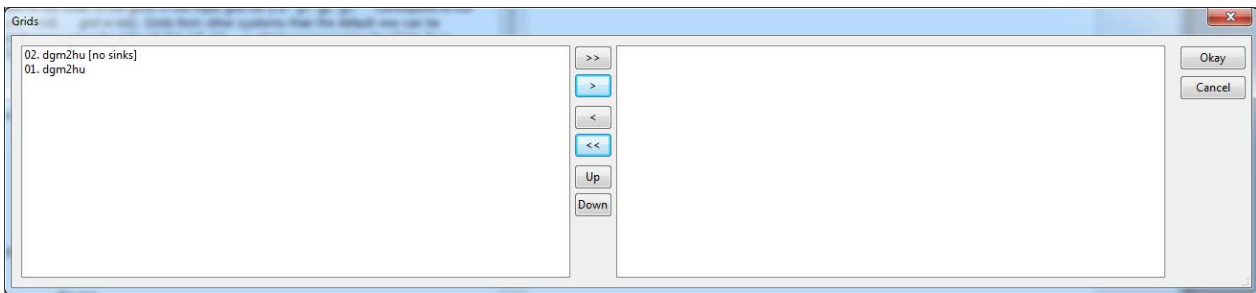 Grids
02. dgm2hu [no sinks]
01. dgm2hu
>>
>
<
<<
Up
Down
Okay
Cancel